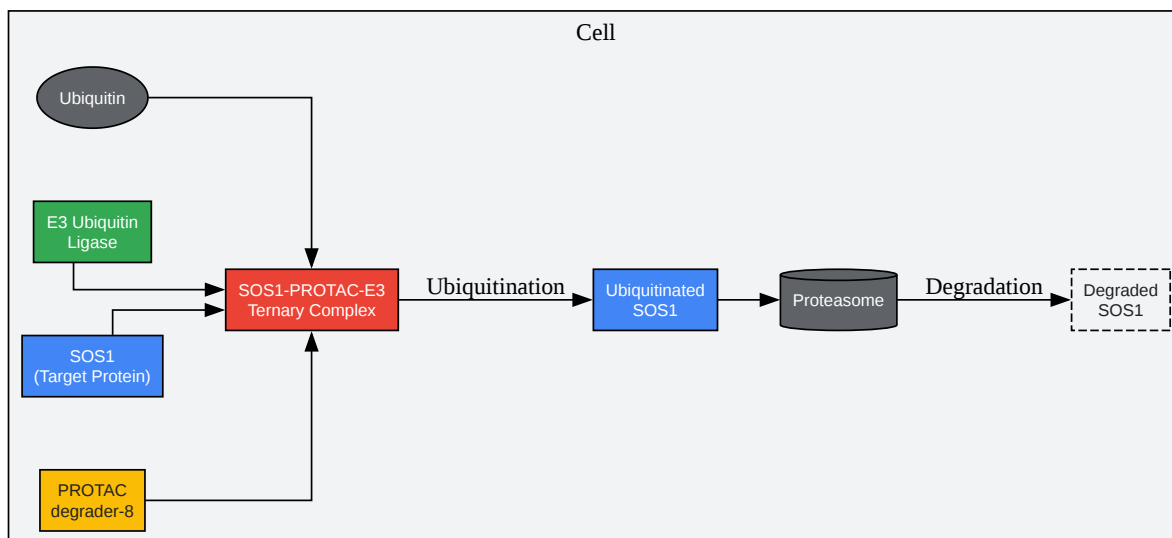 Cell
Ubiquitin
E3 Ubiquitin
Ligase
SOS1-PROTAC-E3
Ternary Complex
Ubiquitination
Ubiquitinated
SOS1
Proteasome
Degradation
Degraded
SOS1
SOS1
(Target Protein)
PROTAC
degrader-8